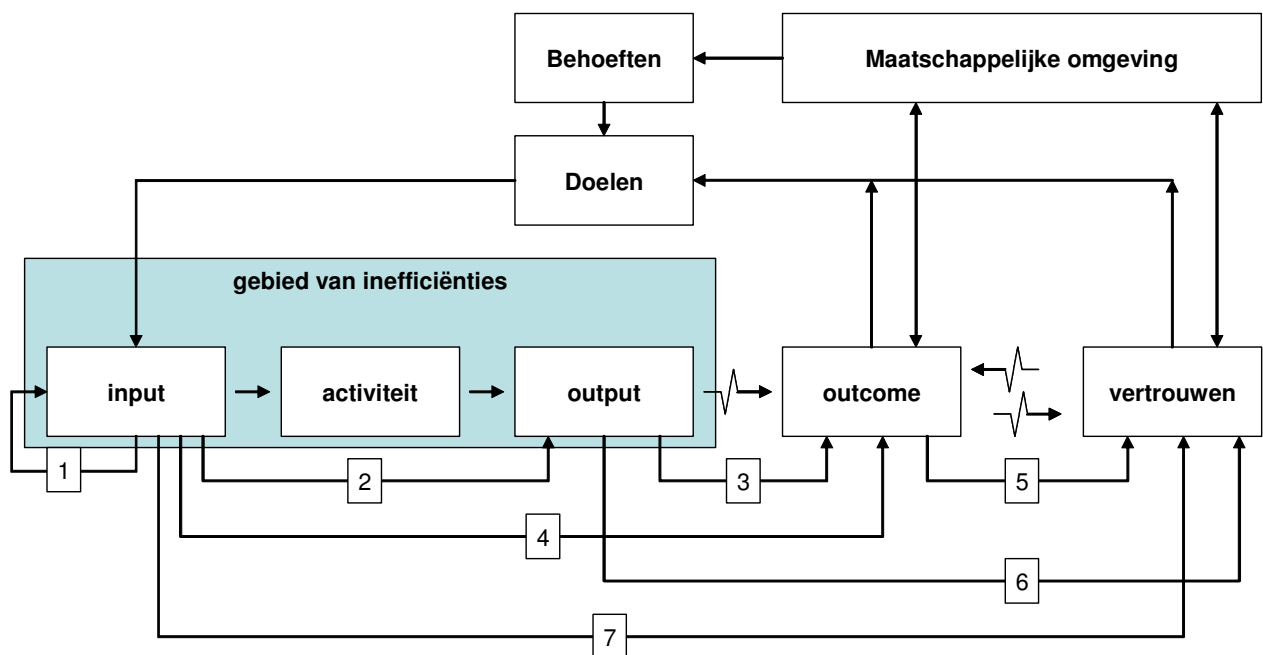 Behoeften
Maatschappelijke omgeving
Doelen
gebied van inefficiënties
input
activiteit
output
outcome
vertrouwen
1
2
3
5
4
6
7